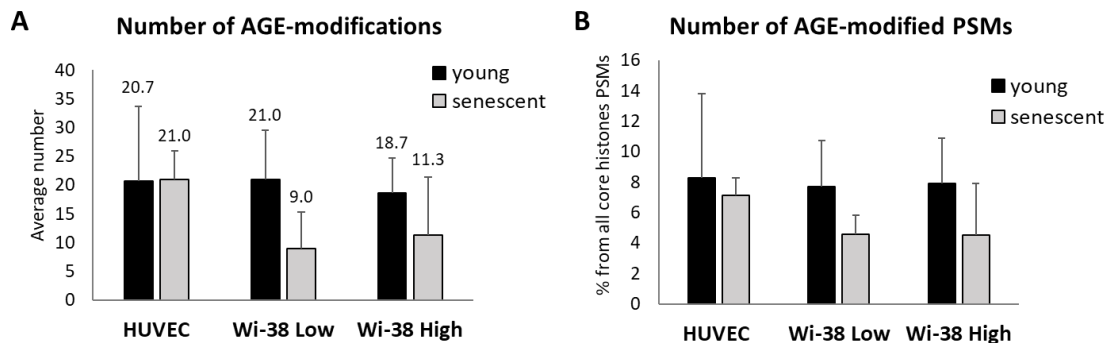 A
Number of AGE-modifications
Average number
40
35
30
25
20
15
10
5
0
20.7
21.0
21.0
9.0
18.7
11.3
young
senescent
HUVEC
Wi-38 Low
Wi-38 High
B
Number of AGE-modified PSMs
% from all core histones PSMs
16
14
12
10
8
6
4
2
0
young
senescent
HUVEC
Wi-38 Low
Wi-38 High